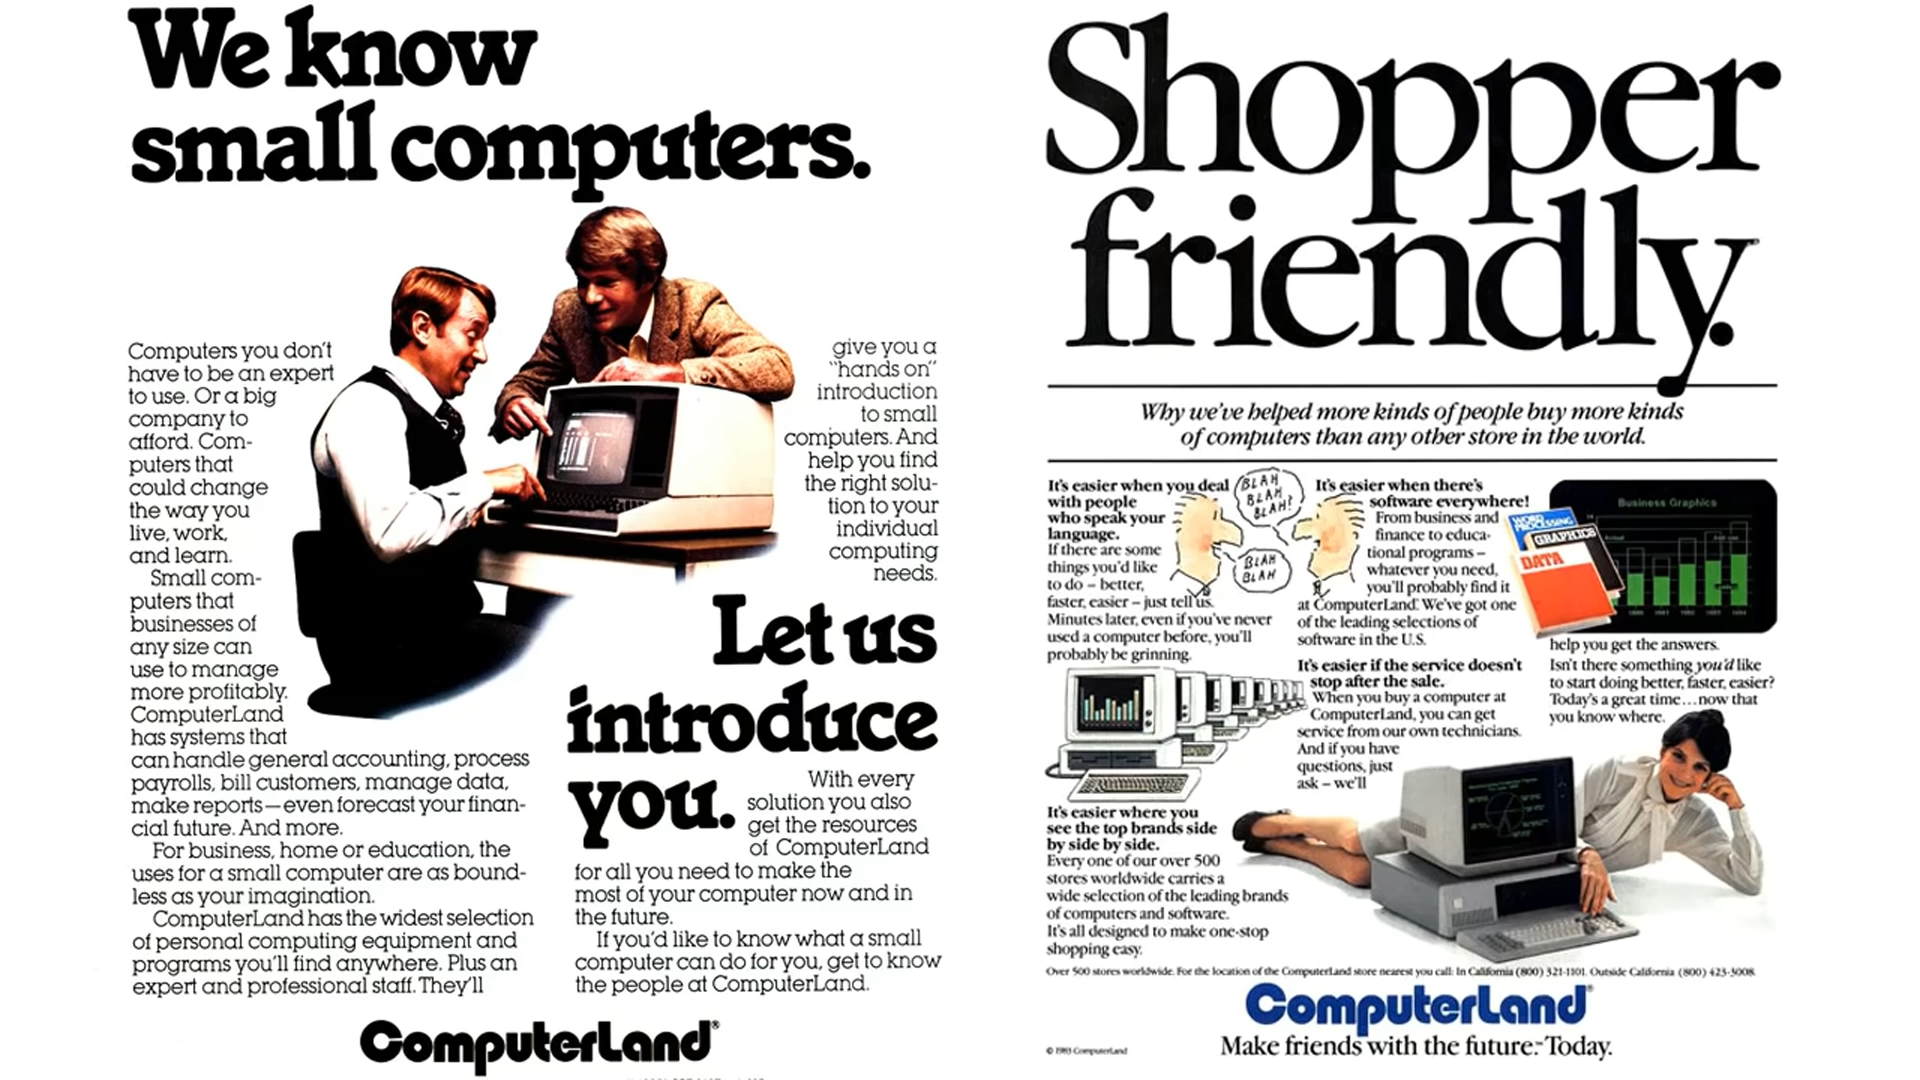 We know
small computers.
Computers you don't
have to be an expert
to use. Or a big
company to
afford. Com-
puters that
could change
the way you
live, work,
and learn.
Small com-
puters that
businesses of
any size can
use to manage
more profitably.
ComputerLand
has systems that
can handle general accounting, process
payrolls, bill customers, manage data,
make reports—even forecast your finan-
cial future. And more.
For business, home or education, the
uses for a small computer are as bound-
less as your imagination.
ComputerLand has the widest selection
of personal computing equipment and
programs you'll find anywhere. Plus an
expert and professional staff. They'll
give you a
"hands on"
introduction
to small
computers. And
help you find
the right solu-
tion to your
individual
computing
needs.
Let us
introduce
you.
With every
solution you also
get the resources
of ComputerLand
for all you need to make the
most of your computer now and in
the future.
If you'd like to know what a small
computer can do for you, get to know
the people at ComputerLand.
ComputerLand®
Shopper
friendly.
Why we've helped more kinds of people buy more kinds
of computers than any other store in the world.
It's easier when you deal
with people
who speak your
language.
If there are some
things you'd like
to do – better,
faster, easier – just tell us.
Minutes later, even if you've never
used a computer before, you'll
probably be grinning.
BLAH
BLAH
BLAH!
BLAH
BLAH
It's easier where you
see the top brands side
by side by side.
Every one of our over 500
stores worldwide carries a
wide selection of the leading brands
of computers and software.
It's all designed to make one-stop
shopping easy.
It's easier when there's
software everywhere!
From business and
finance to educa-
tional programs –
whatever you need,
you'll probably find it
at ComputerLand. We've got one
of the leading selections of
software in the U.S.
It's easier if the service doesn't
stop after the sale.
When you buy a computer at
ComputerLand, you can get
service from our own technicians.
And if you have
questions, just
ask – we'll
WORD
PROCESSING
GRAPHICS
DATA
Business Graphics
help you get the answers.
Isn't there something you'd like
to start doing better, faster, easier?
Today's a great time...now that
you know where.
Over 500 stores worldwide. For the location of the ComputerLand store nearest you call: In California (800) 321-1101. Outside California (800) 423-3008.
ComputerLand®
Make friends with the future.™ Today.
© 1983 ComputerLand